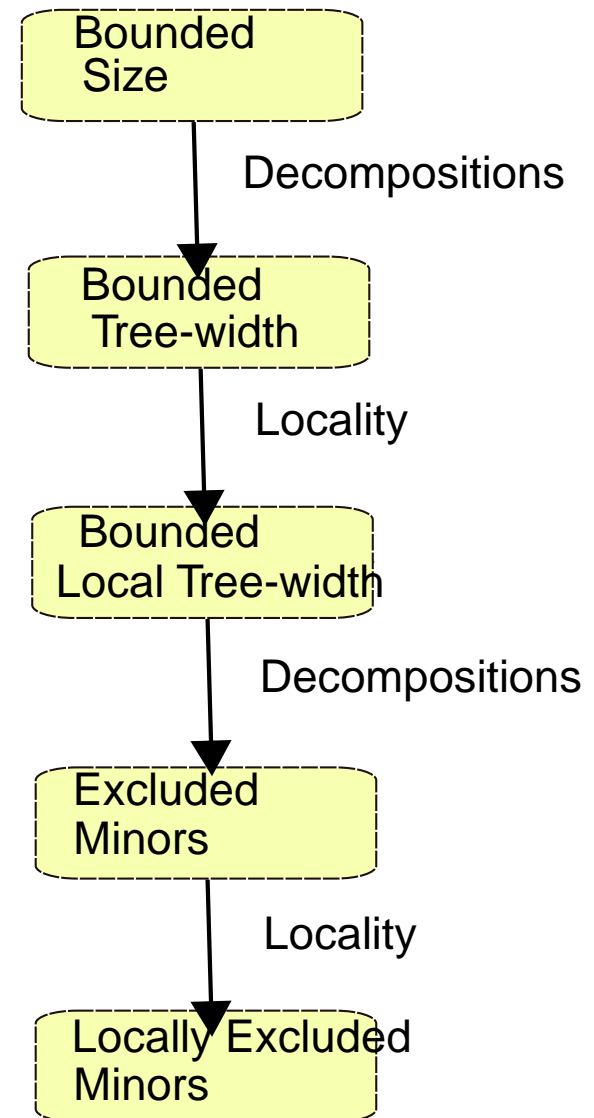 Bounded
Size
Decompositions
Bounded
Tree-width
Locality
Bounded
Local Tree-width
Decompositions
Excluded
Minors
Locality
Locally Excluded
Minors